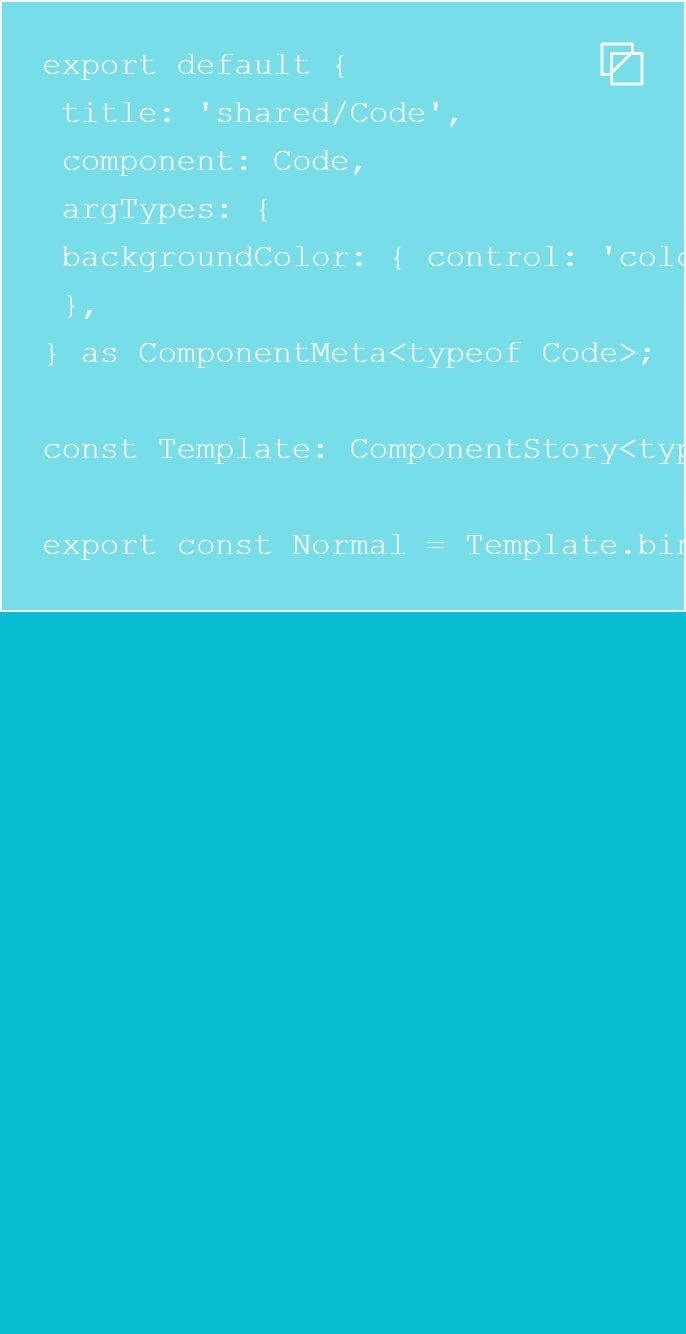 export default {
title: 'shared/Code',
component: Code,
argTypes: {
backgroundColor: { control: 'colo
},
} as ComponentMeta<typeof Code>;
const Template: ComponentStory<typ
export const Normal = Template.bin